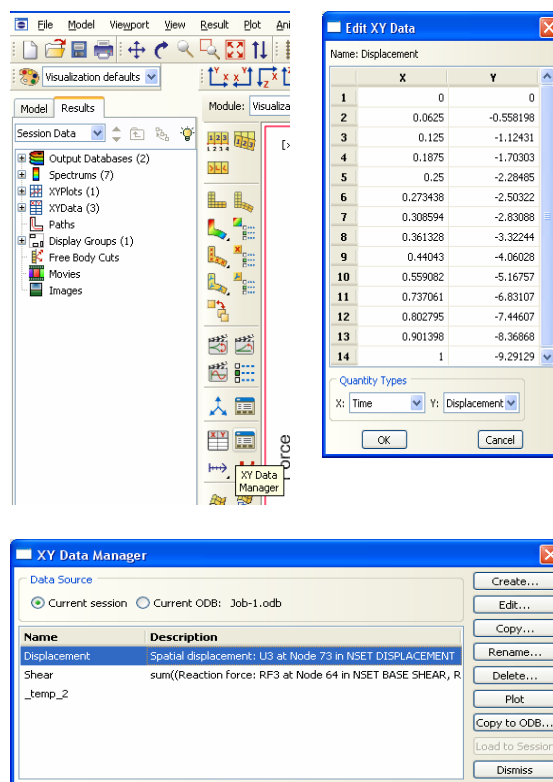 File Model Viewport View Result Plot Ani
Visualization defaults
Model Results
Module: Visualiza
Session Data
Output Databases (2)
Spectrums (7)
XYPlots (1)
XYData (3)
Paths
Display Groups (1)
Free Body Cuts
Movies
Images
orce
XY Data
Manager
Edit XY Data
Name: Displacement
X Y
1 0 0
2 0.0625 -0.558198
3 0.125 -1.12431
4 0.1875 -1.70303
5 0.25 -2.28485
6 0.273438 -2.50322
7 0.308594 -2.83088
8 0.361328 -3.32244
9 0.44043 -4.06028
10 0.559082 -5.16757
11 0.737061 -6.83107
12 0.802795 -7.44607
13 0.901398 -8.36868
14 1 -9.29129
Quantity Types
X: Time Y: Displacement
OK Cancel
XY Data Manager
Data Source
Current session Current ODB: Job-1.odb
Name Description
Displacement Spatial displacement: U3 at Node 73 in NSET DISPLACEMENT
Shear sum((Reaction force: RF3 at Node 64 in NSET BASE SHEAR, R
_temp_2
Create...
Edit...
Copy...
Rename...
Delete...
Plot
Copy to ODB...
Load to Session
Dismiss